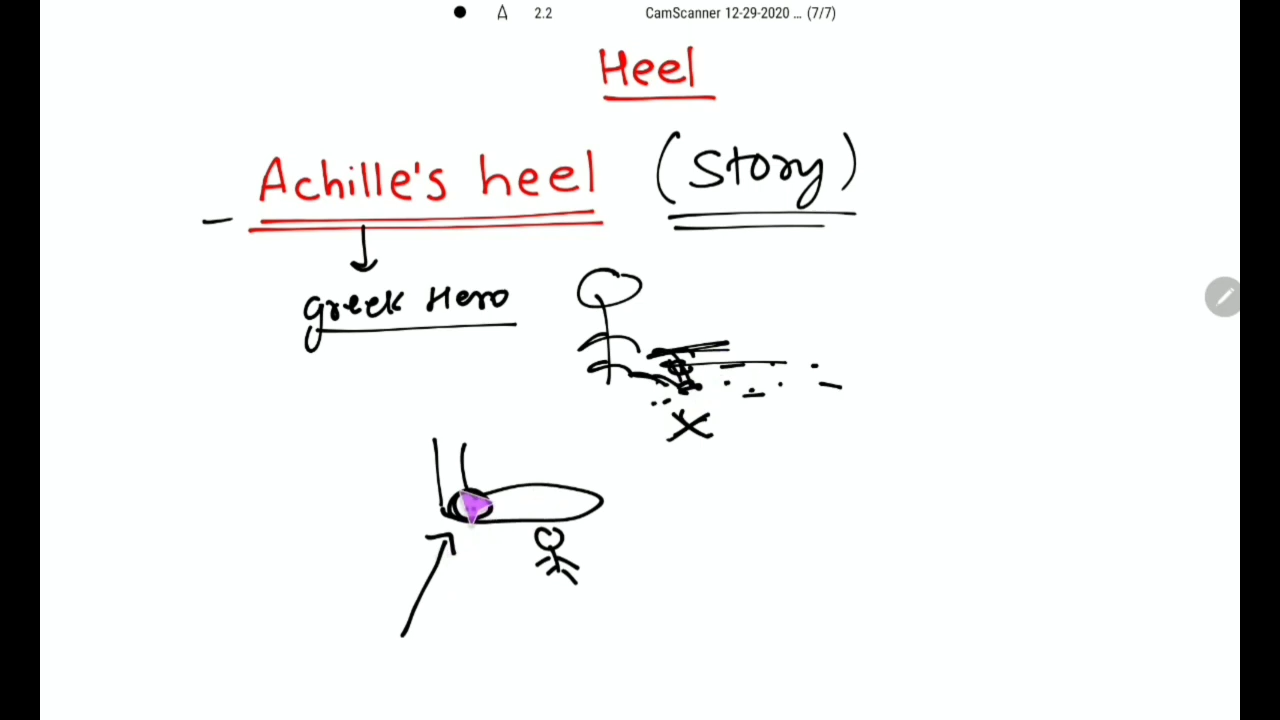 A 2.2 CamScanner 12-29-2020 ... (7/7)
Heel
Achille's heel (Story)
greek Hero